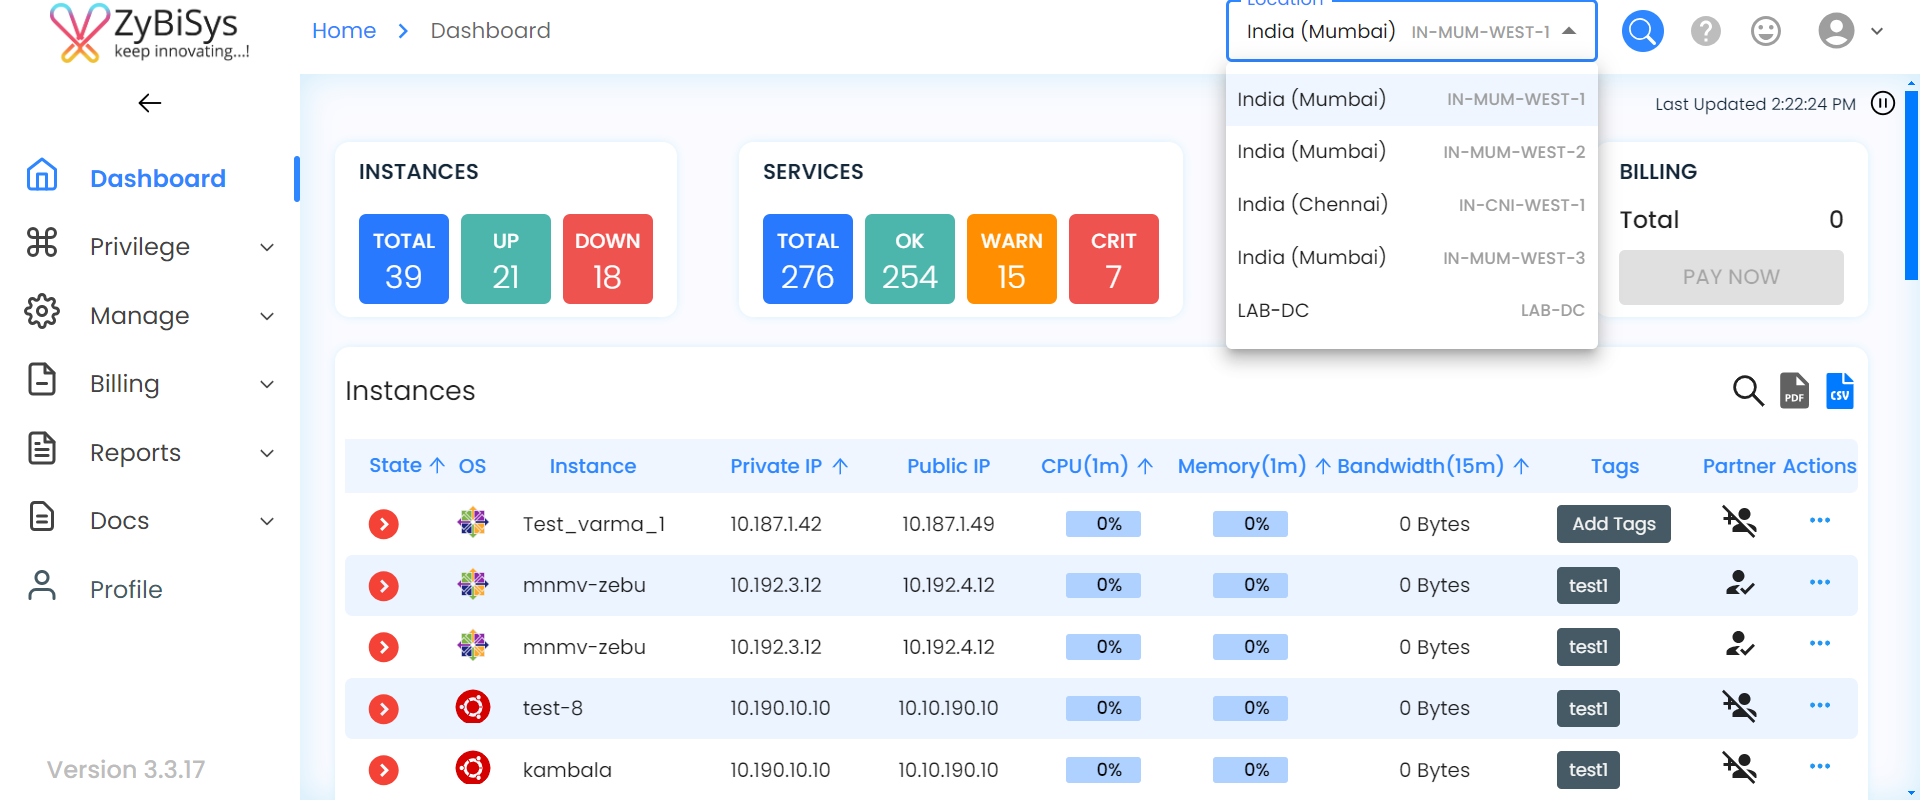 ZyBiSys
keep innovating...!
Home > Dashboard
Location
India (Mumbai) IN-MUM-WEST-1
India (Mumbai) IN-MUM-WEST-1
India (Mumbai) IN-MUM-WEST-2
India (Chennai) IN-CNI-WEST-1
India (Mumbai) IN-MUM-WEST-3
LAB-DC LAB-DC
Last Updated 2:22:24 PM
Dashboard
Privilege
Manage
Billing
Reports
Docs
Profile
Version 3.3.17
INSTANCES
TOTAL UP DOWN
39 21 18
SERVICES
TOTAL OK WARN CRIT
276 254 15 7
BILLING
Total 0
PAY NOW
Instances
PDF CSV
State OS Instance Private IP Public IP CPU(1m) Memory(1m) Bandwidth(15m) Tags Partner Actions
Test_varma_1 10.187.1.42 10.187.1.49 0% 0% 0 Bytes Add Tags
mnmv-zebu 10.192.3.12 10.192.4.12 0% 0% 0 Bytes test1
mnmv-zebu 10.192.3.12 10.192.4.12 0% 0% 0 Bytes test1
test-8 10.190.10.10 10.10.190.10 0% 0% 0 Bytes test1
kambala 10.190.10.10 10.10.190.10 0% 0% 0 Bytes test1